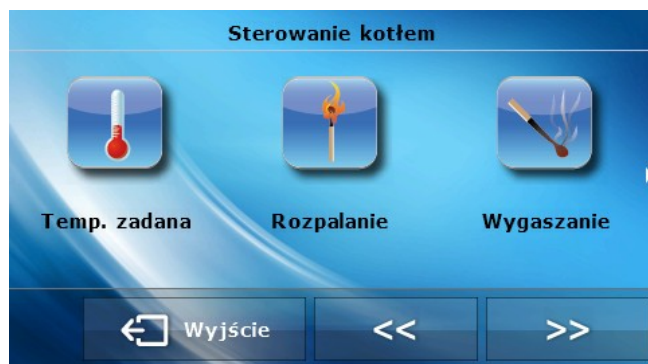 Sterowanie kotłem
Temp. zadana Rozpalanie Wygaszanie
Wyjście << >>